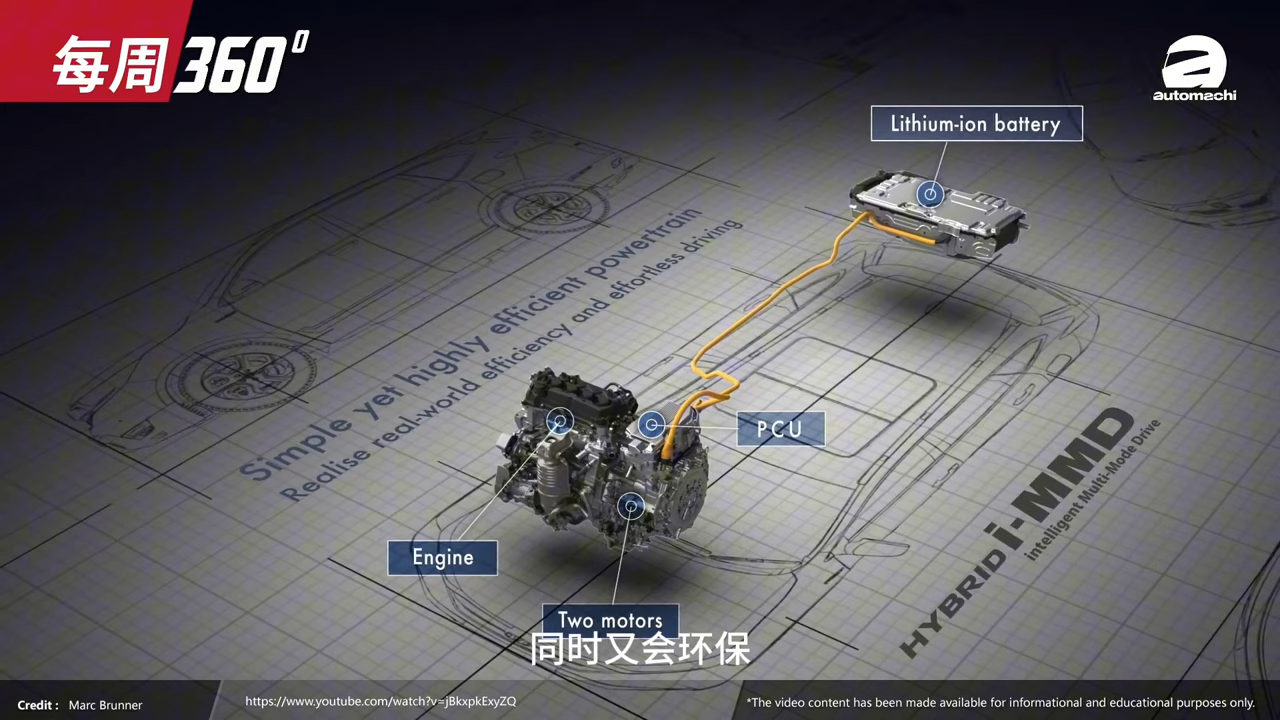 每周360°
automachi
Lithium-ion battery
Simple yet highly efficient powertrain
Realise real-world efficiency and effortless driving
PCU
HYBRID i-MMD
intelligent Multi-Mode Drive
Engine
Two motors
同时又会环保
Credit : Marc Brunner
https://www.youtube.com/watch?v=jBkxpkExyZQ
*The video content has been made available for informational and educational purposes only.